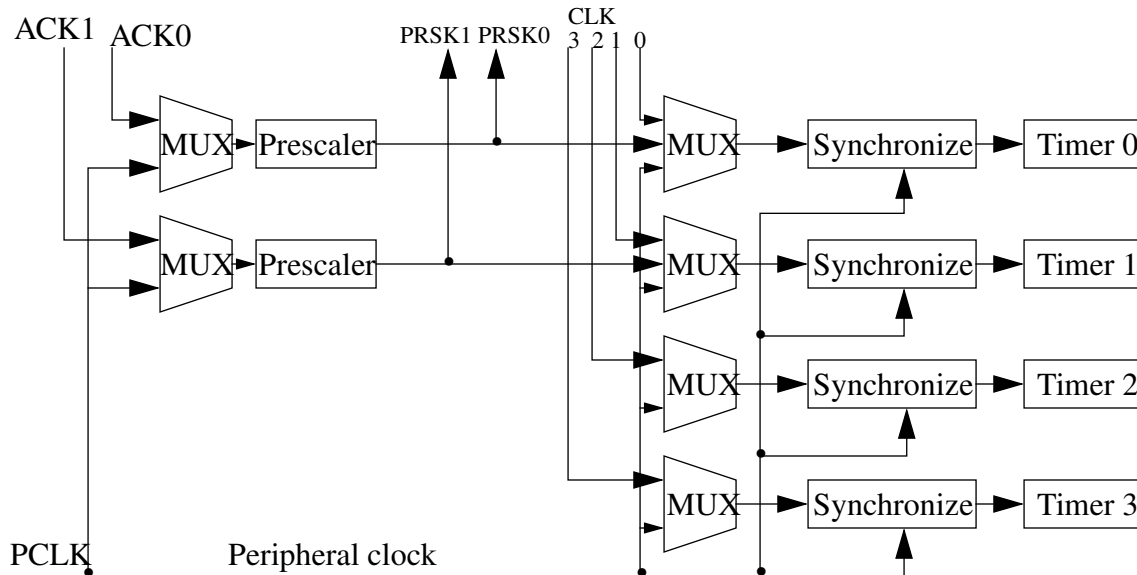 ACK1 ACK0
PRSK1 PRSK0
CLK
3 2 1 0
MUX Prescaler MUX Synchronize Timer 0
MUX Prescaler MUX Synchronize Timer 1
MUX Synchronize Timer 2
MUX Synchronize Timer 3
PCLK Peripheral clock